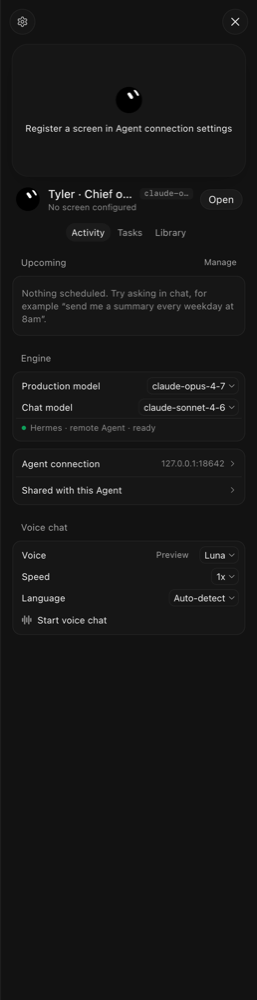 Register a screen in Agent connection settings
Tyler · Chief o... claude-o...
No screen configured
Open
Activity Tasks Library
Upcoming Manage
Nothing scheduled. Try asking in chat, for
example “send me a summary every weekday at
8am”.
Engine
Production model claude-opus-4-7
Chat model claude-sonnet-4-6
Hermes · remote Agent · ready
Agent connection 127.0.0.1:18642
Shared with this Agent
Voice chat
Voice Preview Luna
Speed 1x
Language Auto-detect
Start voice chat